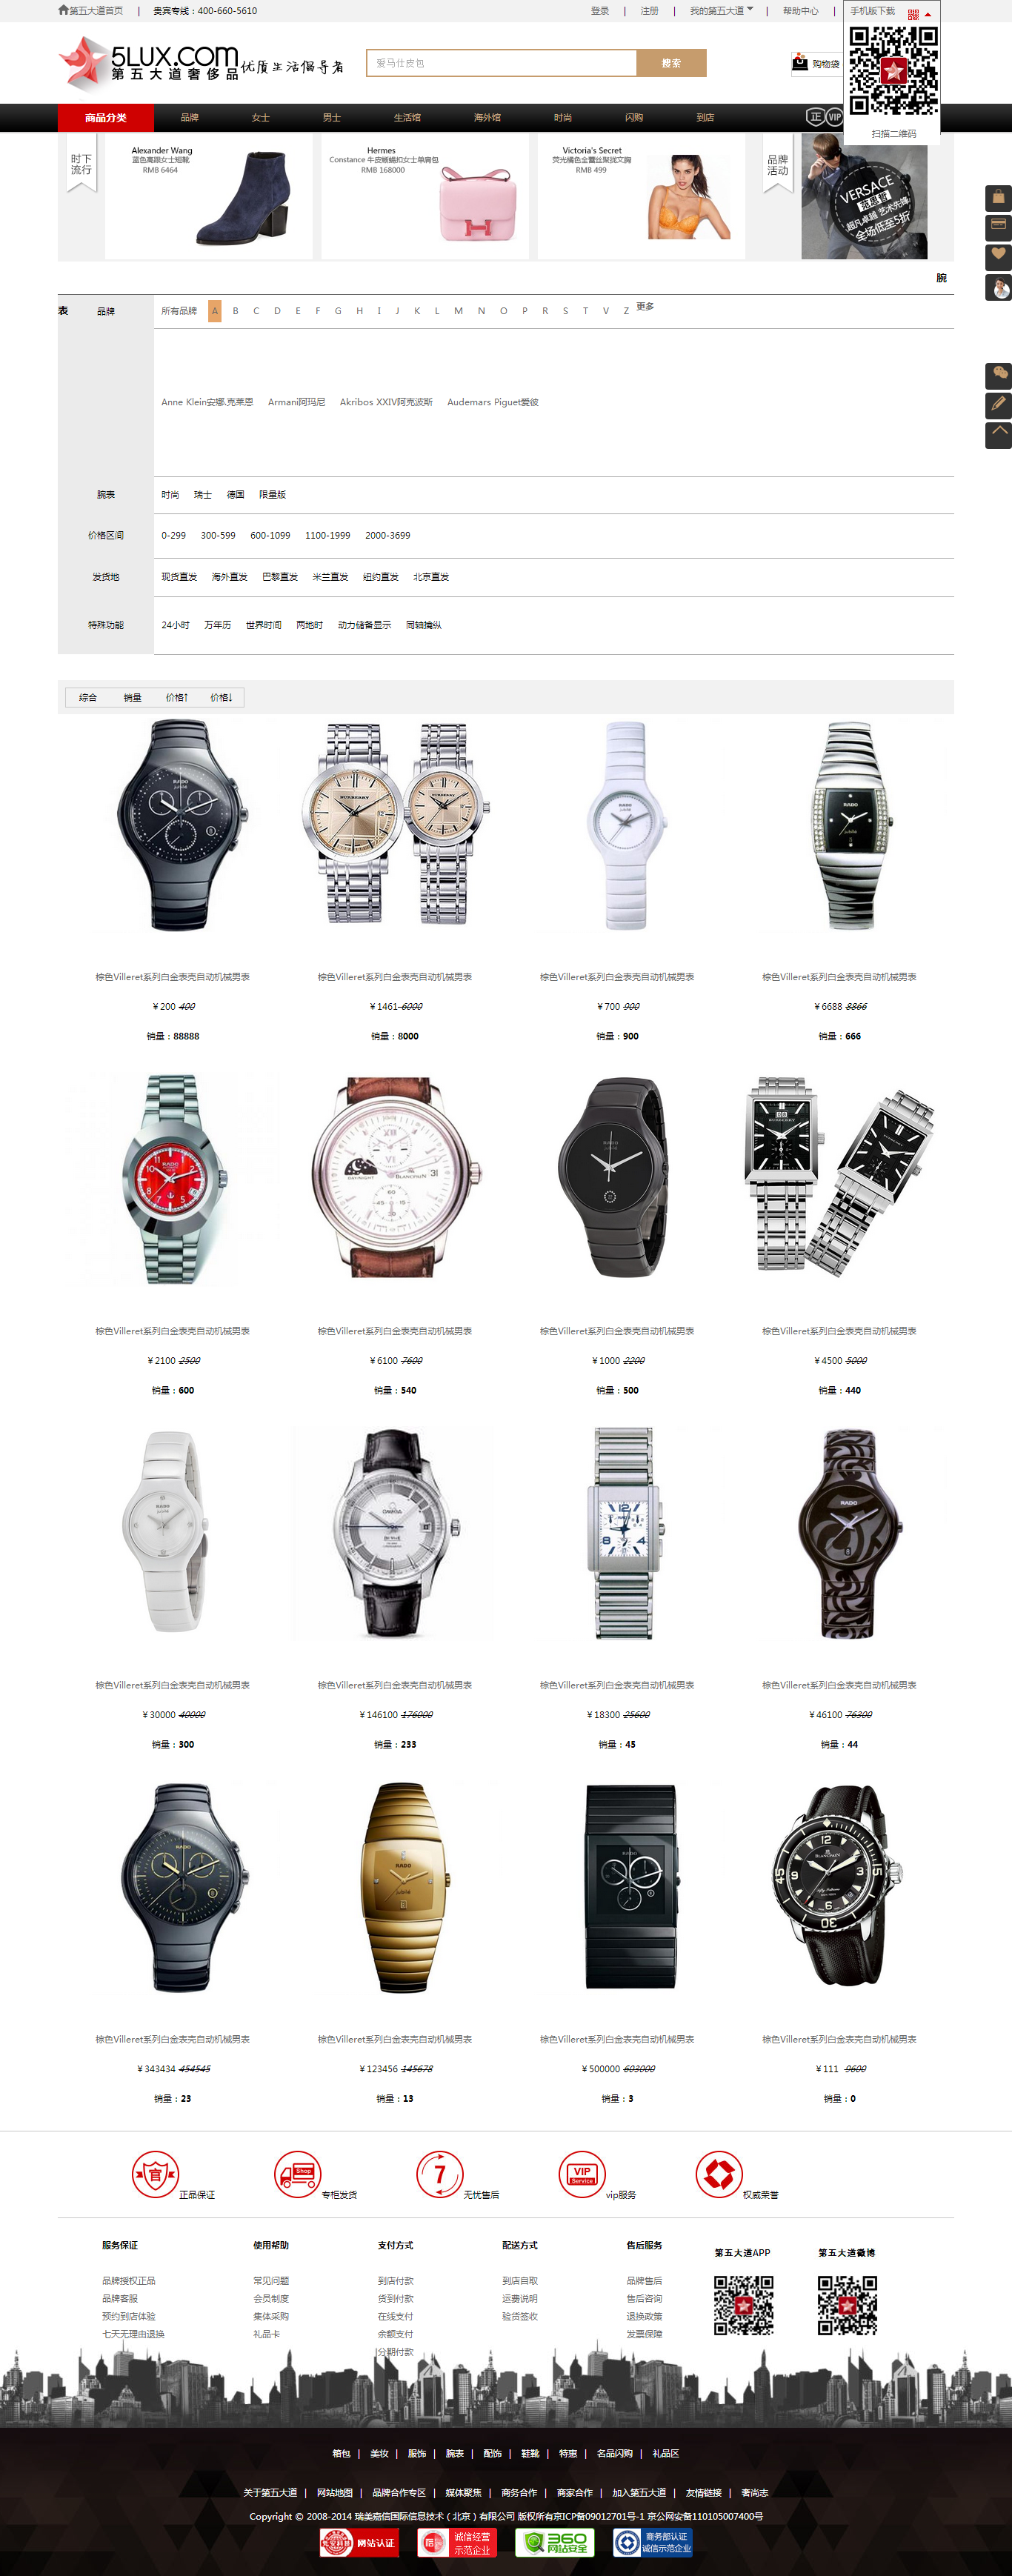 第五大道首页 | 贵宾专线：400-660-5610
登录 | 注册 | 我的第五大道 | 帮助中心 | 手机版下载
5LUX.com
第五大道奢侈品
优质生活倡导者
爱马仕皮包
搜索
购物袋
扫描二维码
商品分类 品牌 女士 男士 生活馆 海外馆 时尚 闪购 到店
正 VIP
时下流行
Alexander Wang
蓝色高跟女士短靴
RMB 6464
Hermes
Constance 牛皮蜥蜴扣女士单肩包
RMB 168000
Victoria's Secret
荧光橘色全蕾丝聚拢文胸
RMB 499
品牌活动
VERSACE
范思哲
超凡卓越 艺术先锋
全场低至5折
腕
表
品牌 所有品牌 A B C D E F G H I J K L M N O P R S T V Z 更多
Anne Klein安娜.克莱恩 Armani阿玛尼 Akribos XXIV阿克波斯 Audemars Piguet爱彼
腕表 时尚 瑞士 德国 限量版
价格区间 0-299 300-599 600-1099 1100-1999 2000-3699
发货地 现货直发 海外直发 巴黎直发 米兰直发 纽约直发 北京直发
特殊功能 24小时 万年历 世界时间 两地时 动力储备显示 同轴擒纵
综合 销量 价格↑ 价格↓
棕色Villeret系列白金表壳自动机械男表 棕色Villeret系列白金表壳自动机械男表 棕色Villeret系列白金表壳自动机械男表 棕色Villeret系列白金表壳自动机械男表
￥200 400 ￥1461 6000 ￥700 900 ￥6688 8866
销量：88888 销量：8000 销量：900 销量：666
棕色Villeret系列白金表壳自动机械男表 棕色Villeret系列白金表壳自动机械男表 棕色Villeret系列白金表壳自动机械男表 棕色Villeret系列白金表壳自动机械男表
￥2100 2500 ￥6100 7600 ￥1000 2200 ￥4500 5000
销量：600 销量：540 销量：500 销量：440
棕色Villeret系列白金表壳自动机械男表 棕色Villeret系列白金表壳自动机械男表 棕色Villeret系列白金表壳自动机械男表 棕色Villeret系列白金表壳自动机械男表
￥30000 40000 ￥146100 176000 ￥18300 25600 ￥46100 76300
销量：300 销量：233 销量：45 销量：44
棕色Villeret系列白金表壳自动机械男表 棕色Villeret系列白金表壳自动机械男表 棕色Villeret系列白金表壳自动机械男表 棕色Villeret系列白金表壳自动机械男表
￥343434 454545 ￥123456 145678 ￥500000 603000 ￥111 9600
销量：23 销量：13 销量：3 销量：0
官 正品保证 Shop 专柜发货 7 无忧售后 VIP Service vip服务 权威荣誉
服务保证 使用帮助 支付方式 配送方式 售后服务 第五大道APP 第五大道微博
品牌授权正品 常见问题 到店付款 到店自取 品牌售后
品牌客服 会员制度 货到付款 运费说明 售后咨询
预约到店体验 集体采购 在线支付 验货签收 退换政策
七天无理由退换 礼品卡 余额支付 发票保障
分期付款
箱包 | 美妆 | 服饰 | 腕表 | 配饰 | 鞋靴 | 特惠 | 名品闪购 | 礼品区
关于第五大道 | 网站地图 | 品牌合作专区 | 媒体聚焦 | 商务合作 | 商家合作 | 加入第五大道 | 友情链接 | 奢尚志
Copyright © 2008-2014 瑞美嘉信国际信息技术（北京）有限公司 版权所有京ICP备09012701号-1 京公网安备110105007400号
网站认证
诚信经营
示范企业
360
网站安全
商务部认证
诚信示范企业